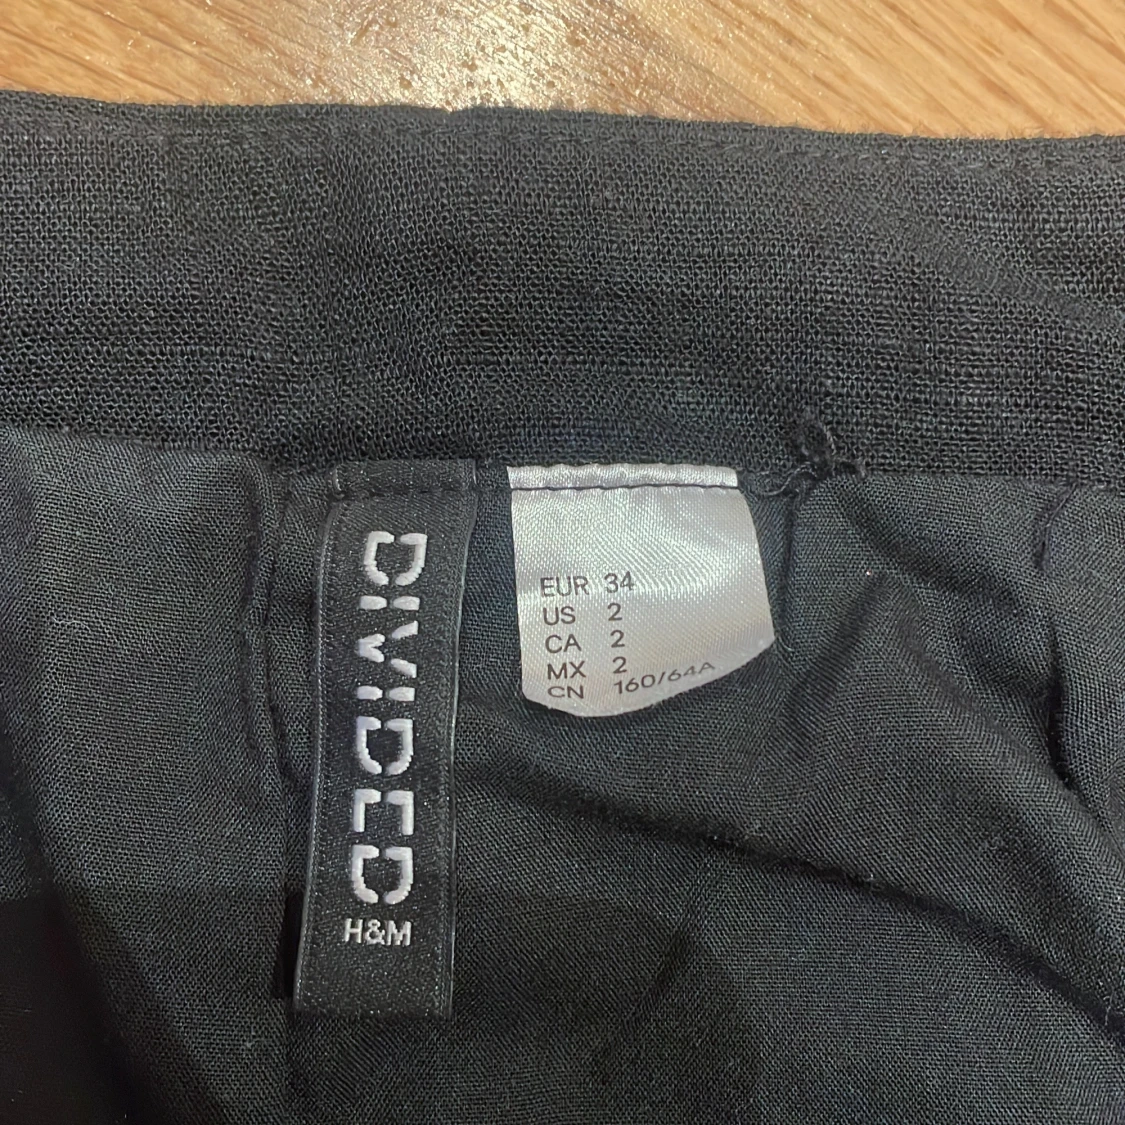 DIVIDED
H&M
EUR 34
US 2
CA 2
MX 2
CN 160/64A